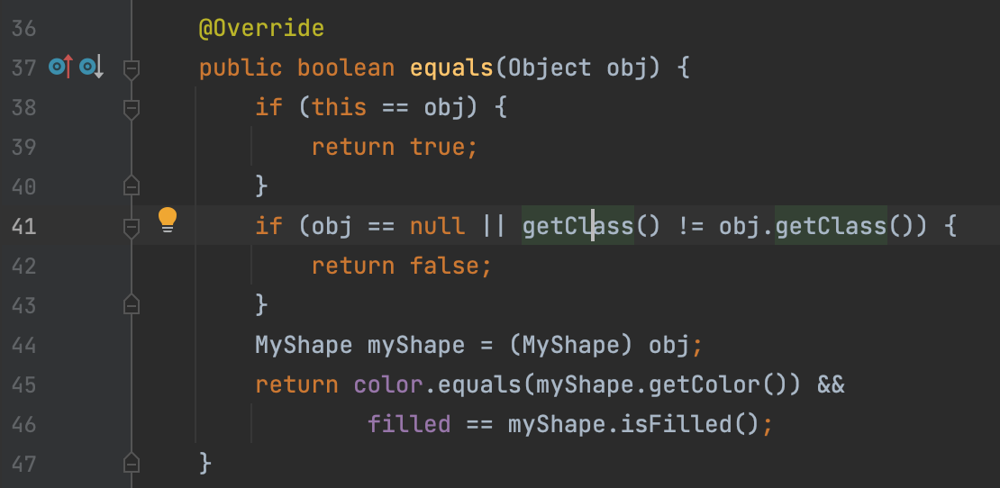 36 @Override
37 public boolean equals(Object obj) {
38 if (this == obj) {
39 return true;
40 }
41 if (obj == null || getClass() != obj.getClass()) {
42 return false;
43 }
44 MyShape myShape = (MyShape) obj;
45 return color.equals(myShape.getColor()) &&
46 filled == myShape.isFilled();
47 }